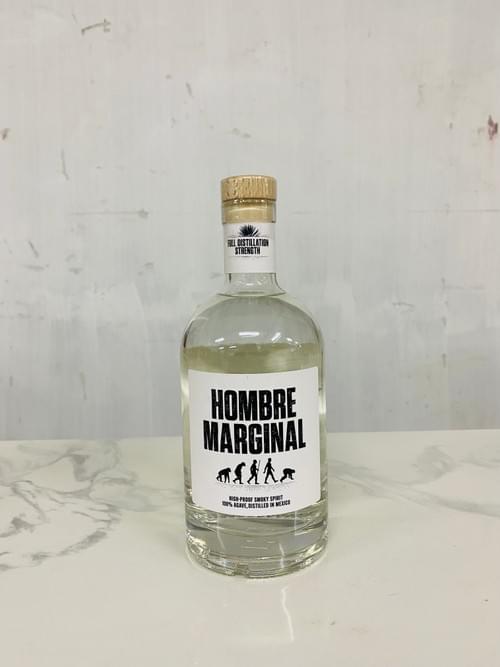 FULL DISTILLATION
STRENGTH
HOMBRE
MARGINAL
HIGH-PROOF SMOKY SPIRIT
100% AGAVE, DISTILLED IN MEXICO